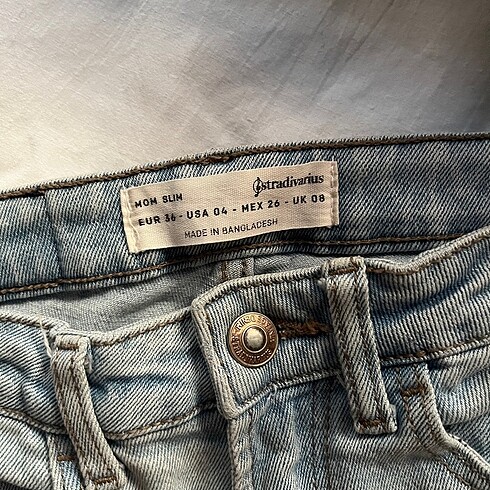 MOM SLIM
stradivarius
EUR 36 - USA 04 - MEX 26 - UK 08
MADE IN BANGLADESH